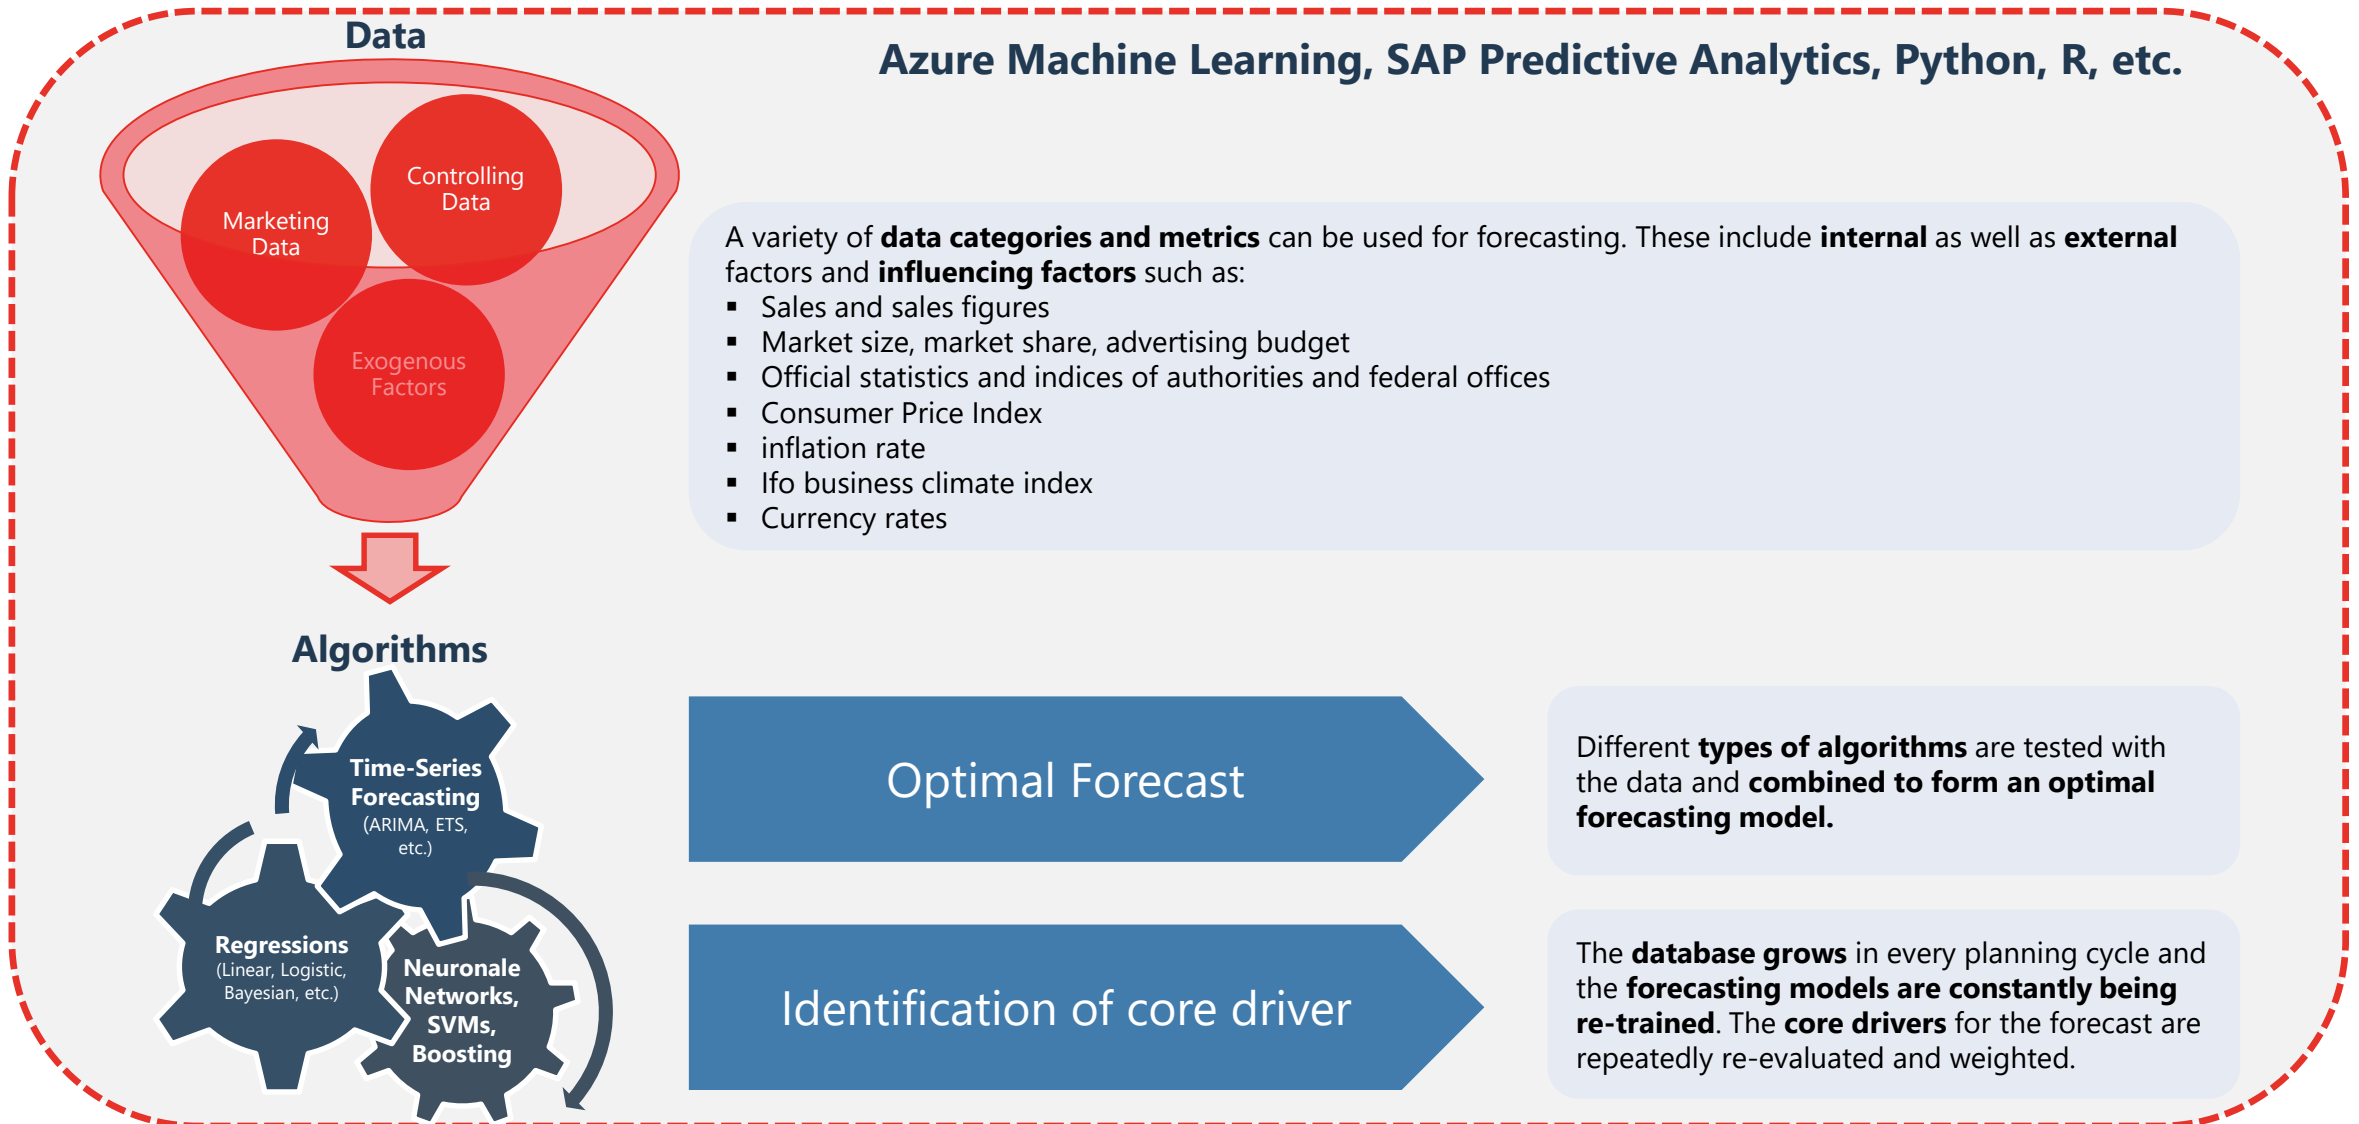 Data
Azure Machine Learning, SAP Predictive Analytics, Python, R, etc.
Controlling
Data
Marketing
Data
Exogenous
Factors
A variety of data categories and metrics can be used for forecasting. These include internal as well as external
factors and influencing factors such as:
▪ Sales and sales figures
▪ Market size, market share, advertising budget
▪ Official statistics and indices of authorities and federal offices
▪ Consumer Price Index
▪ inflation rate
▪ Ifo business climate index
▪ Currency rates
Algorithms
Time-Series
Forecasting
(ARIMA, ETS,
etc.)
Regressions
(Linear, Logistic,
Bayesian, etc.)
Neuronale
Networks,
SVMs,
Boosting
Optimal Forecast
Different types of algorithms are tested with
the data and combined to form an optimal
forecasting model.
Identification of core driver
The database grows in every planning cycle and
the forecasting models are constantly being
re-trained. The core drivers for the forecast are
repeatedly re-evaluated and weighted.